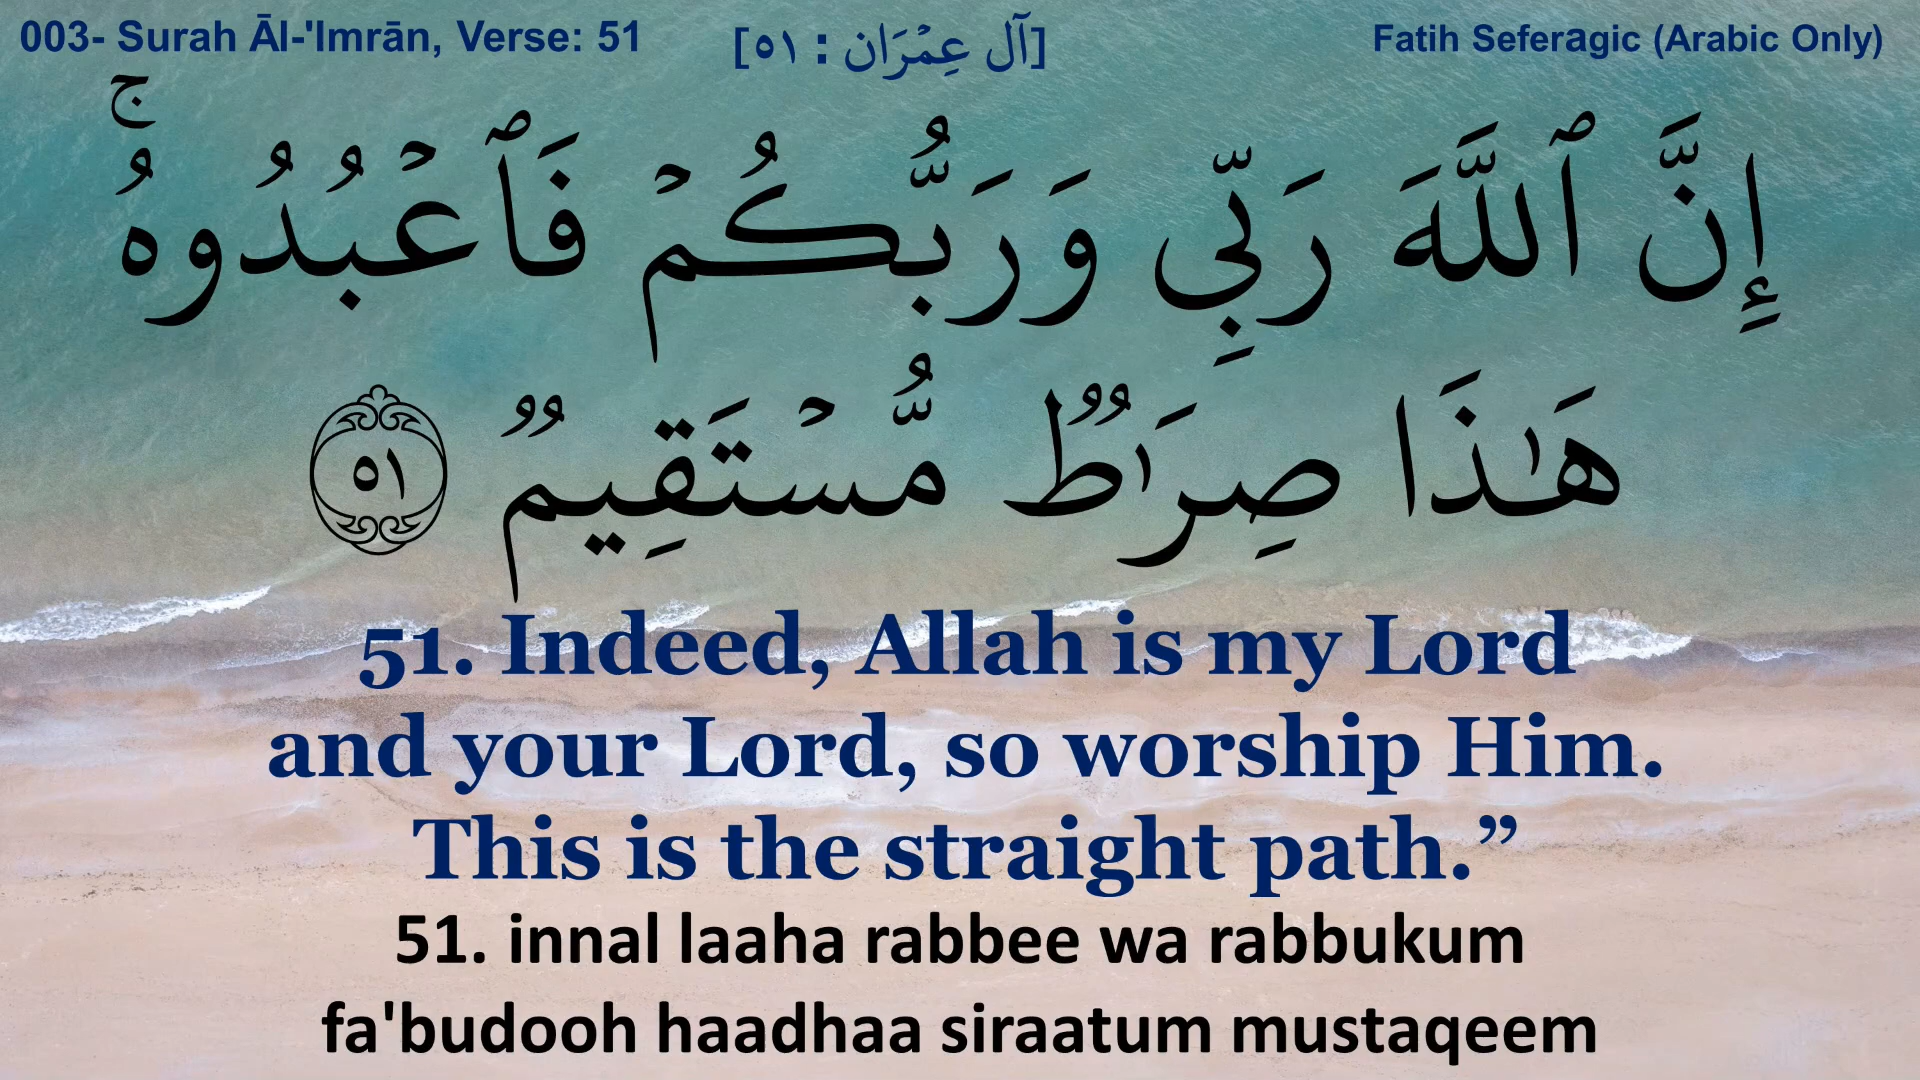 003- Surah Āl-'Imrān, Verse: 51
[آل عِمْرَان : ٥١]
Fatih Seferagic (Arabic Only)
إِنَّ ٱللَّهَ رَبِّي وَرَبُّكُمۡ فَٱعۡبُدُوهُۚ
هَٰذَا صِرَٰطٌ مُّسۡتَقِيمٌ ٥١
51. Indeed, Allah is my Lord
and your Lord, so worship Him.
This is the straight path.”
51. innal laaha rabbee wa rabbukum
fa'budooh haadhaa siraatum mustaqeem